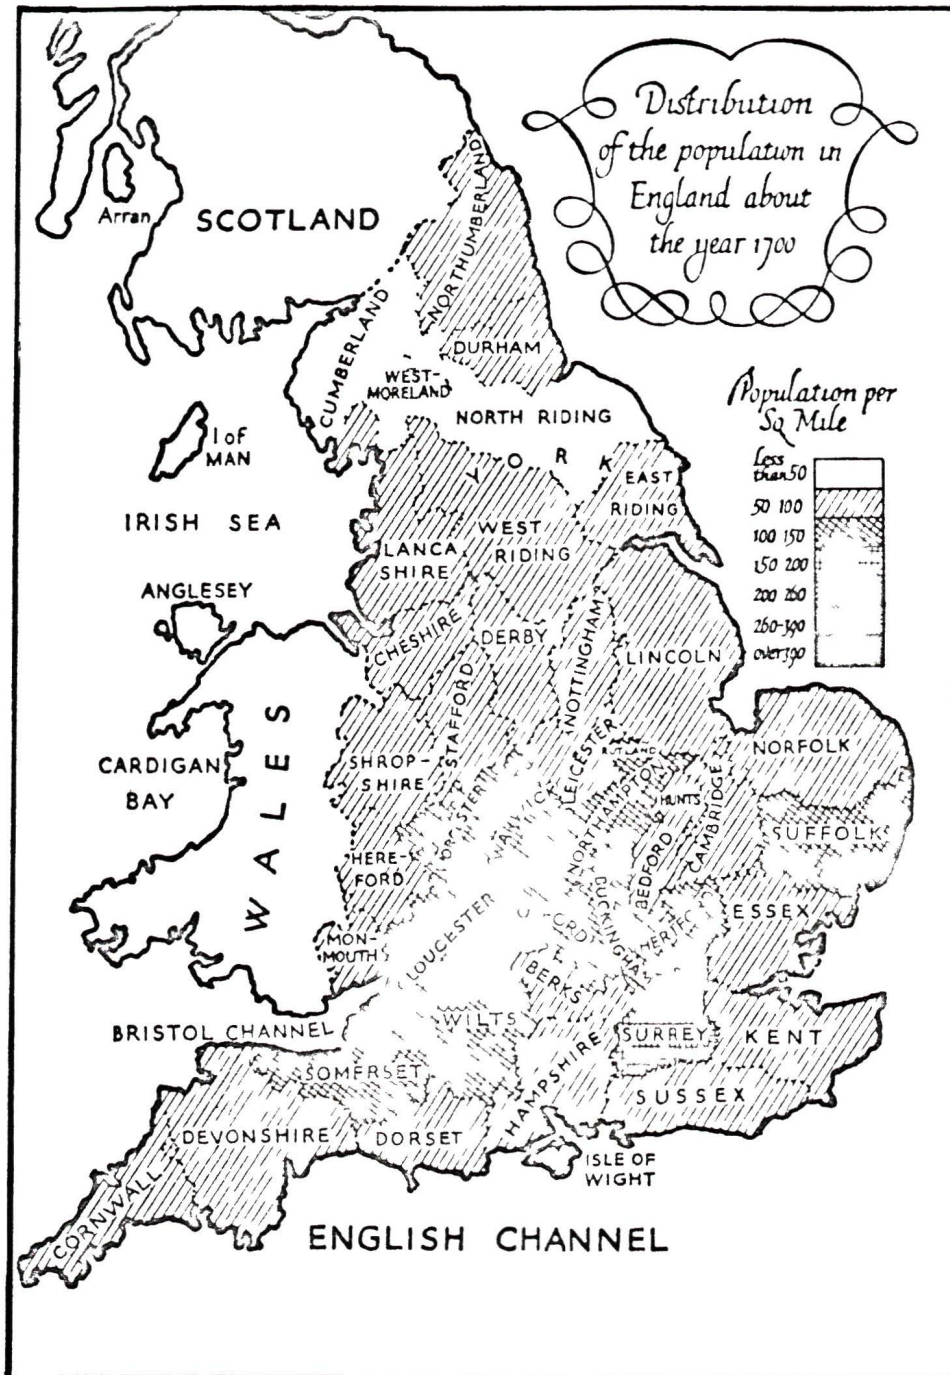 Distribution
of the population in
England about
the year 1700
Arran
SCOTLAND
NORTHUMBERLAND
CUMBERLAND
DURHAM
WEST-
MORELAND
NORTH RIDING
YORK
EAST
RIDING
WEST
RIDING
I of
MAN
IRISH SEA
LANCA
SHIRE
ANGLESEY
CHESHIRE
DERBY
NOTTINGHAM
LINCOLN
STAFFORD
Population per
Sq Mile
Less
than 50
50 100
100 150
150 200
200 260
260-390
over 390
CARDIGAN
BAY
WALES
SHROP-
SHIRE
LEICESTER
RUTLAND
NORFOLK
NORTHAMPTON
HUNTS
CAMBRIDGE
SUFFOLK
WARWICK
HERE-
FORD
BEDFORD
BUCKINGHAM
ESSEX
MON-
MOUTH
LOUCESTER
BERKS
BRISTOL CHANNEL
WILTS
SURREY
KENT
SOMERSET
HAMPSHIRE
SUSSEX
DEVONSHIRE
DORSET
ISLE OF
WIGHT
CORNWALL
ENGLISH CHANNEL